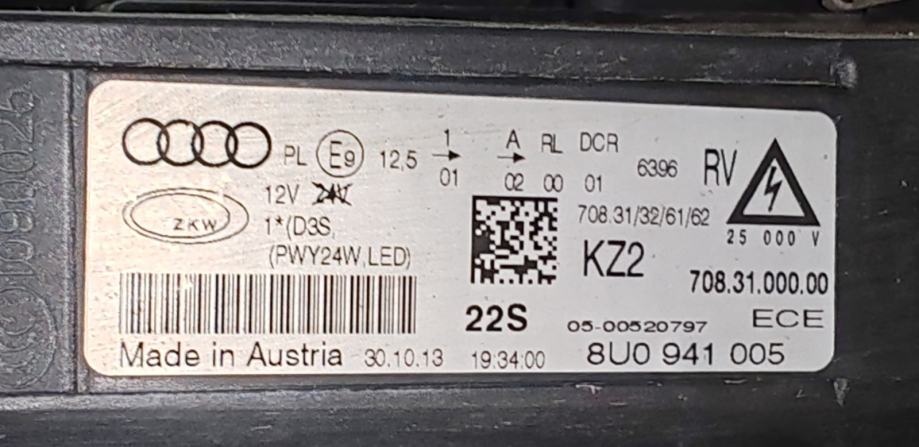 PL E9 12,5 1 → 01 A → 02 RL 00 DCR 01 6396 RV
12V 24V
ZKW
1*(D3S,
(PWY24W,LED)
708.31/32/61/62
25 000 V
KZ2
708.31.000.00
22S
05-00520797
ECE
Made in Austria 30.10.13 19:34:00 8U0 941 005